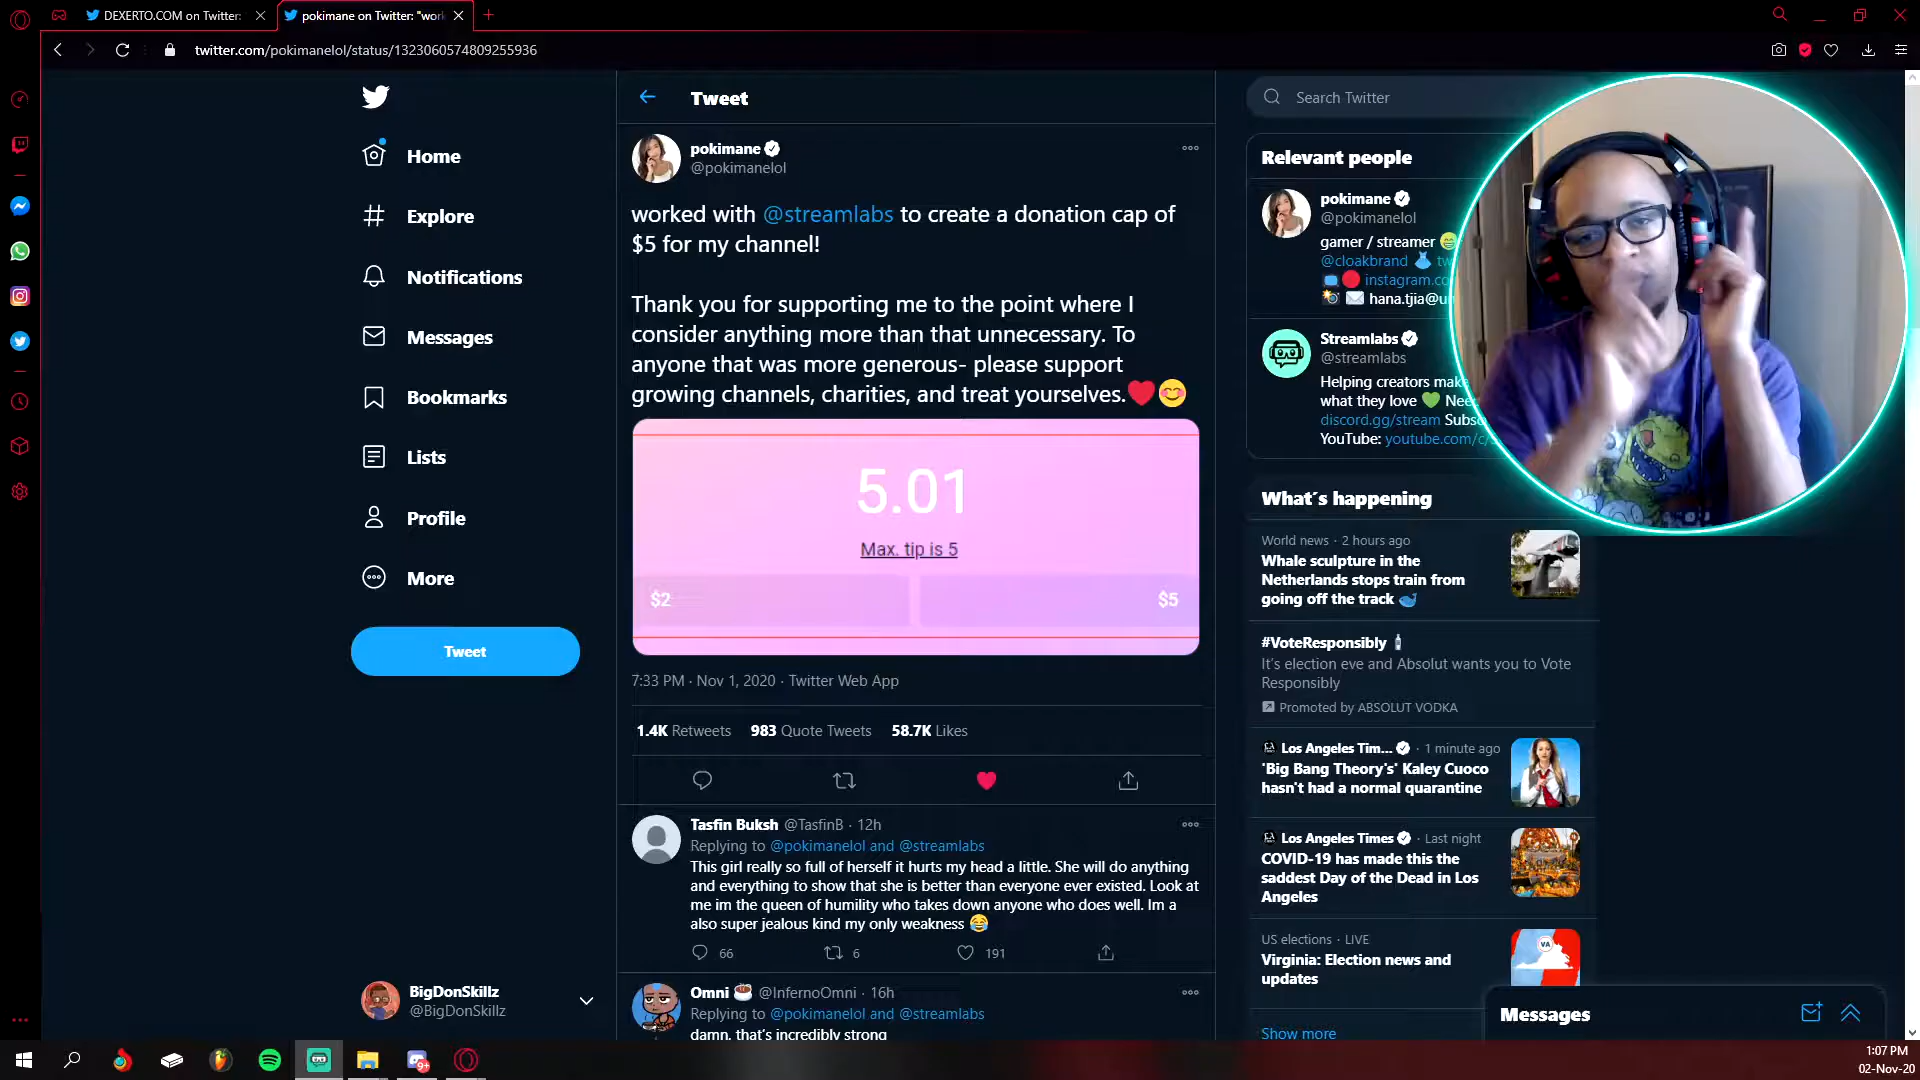 DEXERTO.COM on Twitter:
pokimane on Twitter: "wor
twitter.com/pokimanelol/status/1323060574809255936
Home
Explore
Notifications
Messages
Bookmarks
Lists
Profile
More
Tweet
BigDonSkillz
@BigDonSkillz
Tweet
pokimane
@pokimanelol
worked with @streamlabs to create a donation cap of
$5 for my channel!
Thank you for supporting me to the point where I
consider anything more than that unnecessary. To
anyone that was more generous- please support
growing channels, charities, and treat yourselves.❤️😊
5.01
Max. tip is 5
$2
$5
7:33 PM · Nov 1, 2020 · Twitter Web App
1.4K Retweets 983 Quote Tweets 58.7K Likes
Tasfin Buksh @TasfinB · 12h
Replying to @pokimanelol and @streamlabs
This girl really so full of herself it hurts my head a little. She will do anything
and everything to show that she is better than everyone ever existed. Look at
me im the queen of humility who takes down anyone who does well. Im a
also super jealous kind my only weakness 😂
66 6 191
Omni ☕ @InfernoOmni · 16h
Replying to @pokimanelol and @streamlabs
damn, that's incredibly strong
Search Twitter
Relevant people
pokimane
@pokimanelol
gamer / streamer
@cloakbrand 👗 tw
instagram.co
hana.tjia@u
Streamlabs
@streamlabs
Helping creators make
what they love 💚 Nee
discord.gg/stream Subsc
YouTube: youtube.com/c/
What's happening
World news · 2 hours ago
Whale sculpture in the
Netherlands stops train from
going off the track 🐋
#VoteResponsibly
It's election eve and Absolut wants you to Vote
Responsibly
Promoted by ABSOLUT VODKA
Los Angeles Tim... · 1 minute ago
'Big Bang Theory's' Kaley Cuoco
hasn't had a normal quarantine
Los Angeles Times · Last night
COVID-19 has made this the
saddest Day of the Dead in Los
Angeles
US elections · LIVE
Virginia: Election news and
updates
VA
Show more
Messages
9+
1:07 PM
02-Nov-20